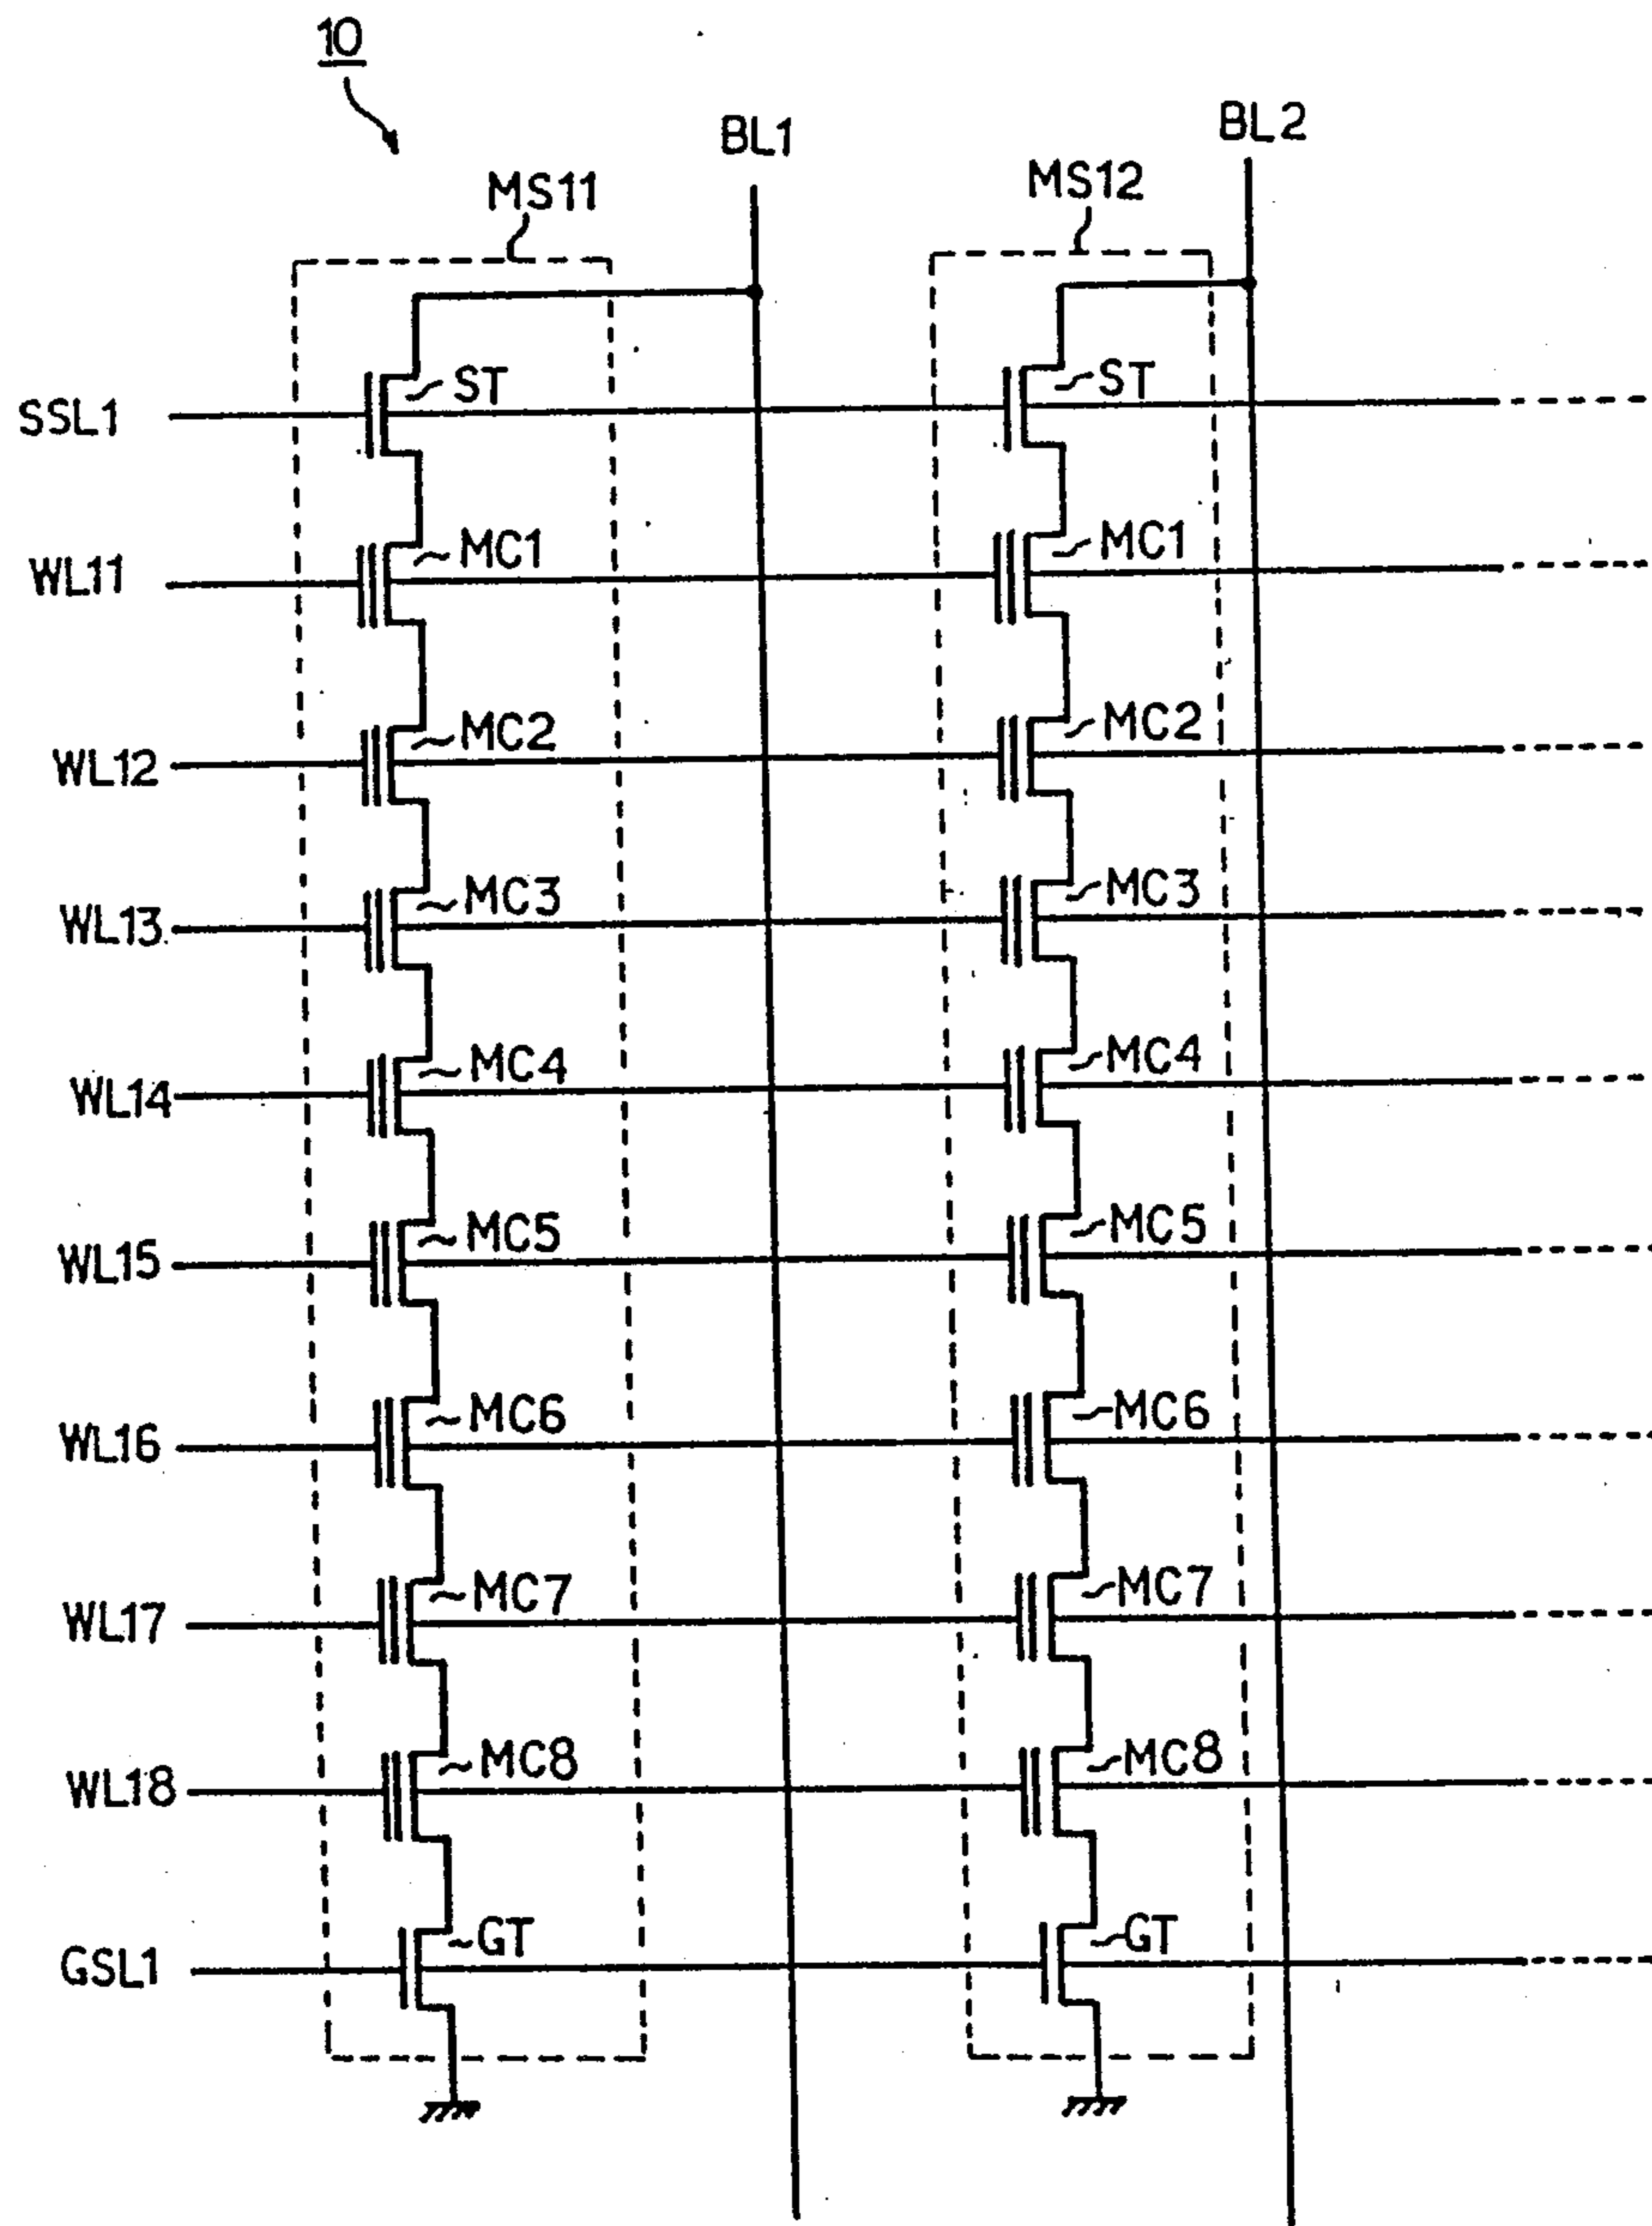 10
BL1 BL2
MS11 MS12
SSL1 ST ST
WL11 MC1 MC1
WL12 MC2 MC2
WL13 MC3 MC3
WL14 MC4 MC4
WL15 MC5 MC5
WL16 MC6 MC6
WL17 MC7 MC7
WL18 MC8 MC8
GSL1 GT GT